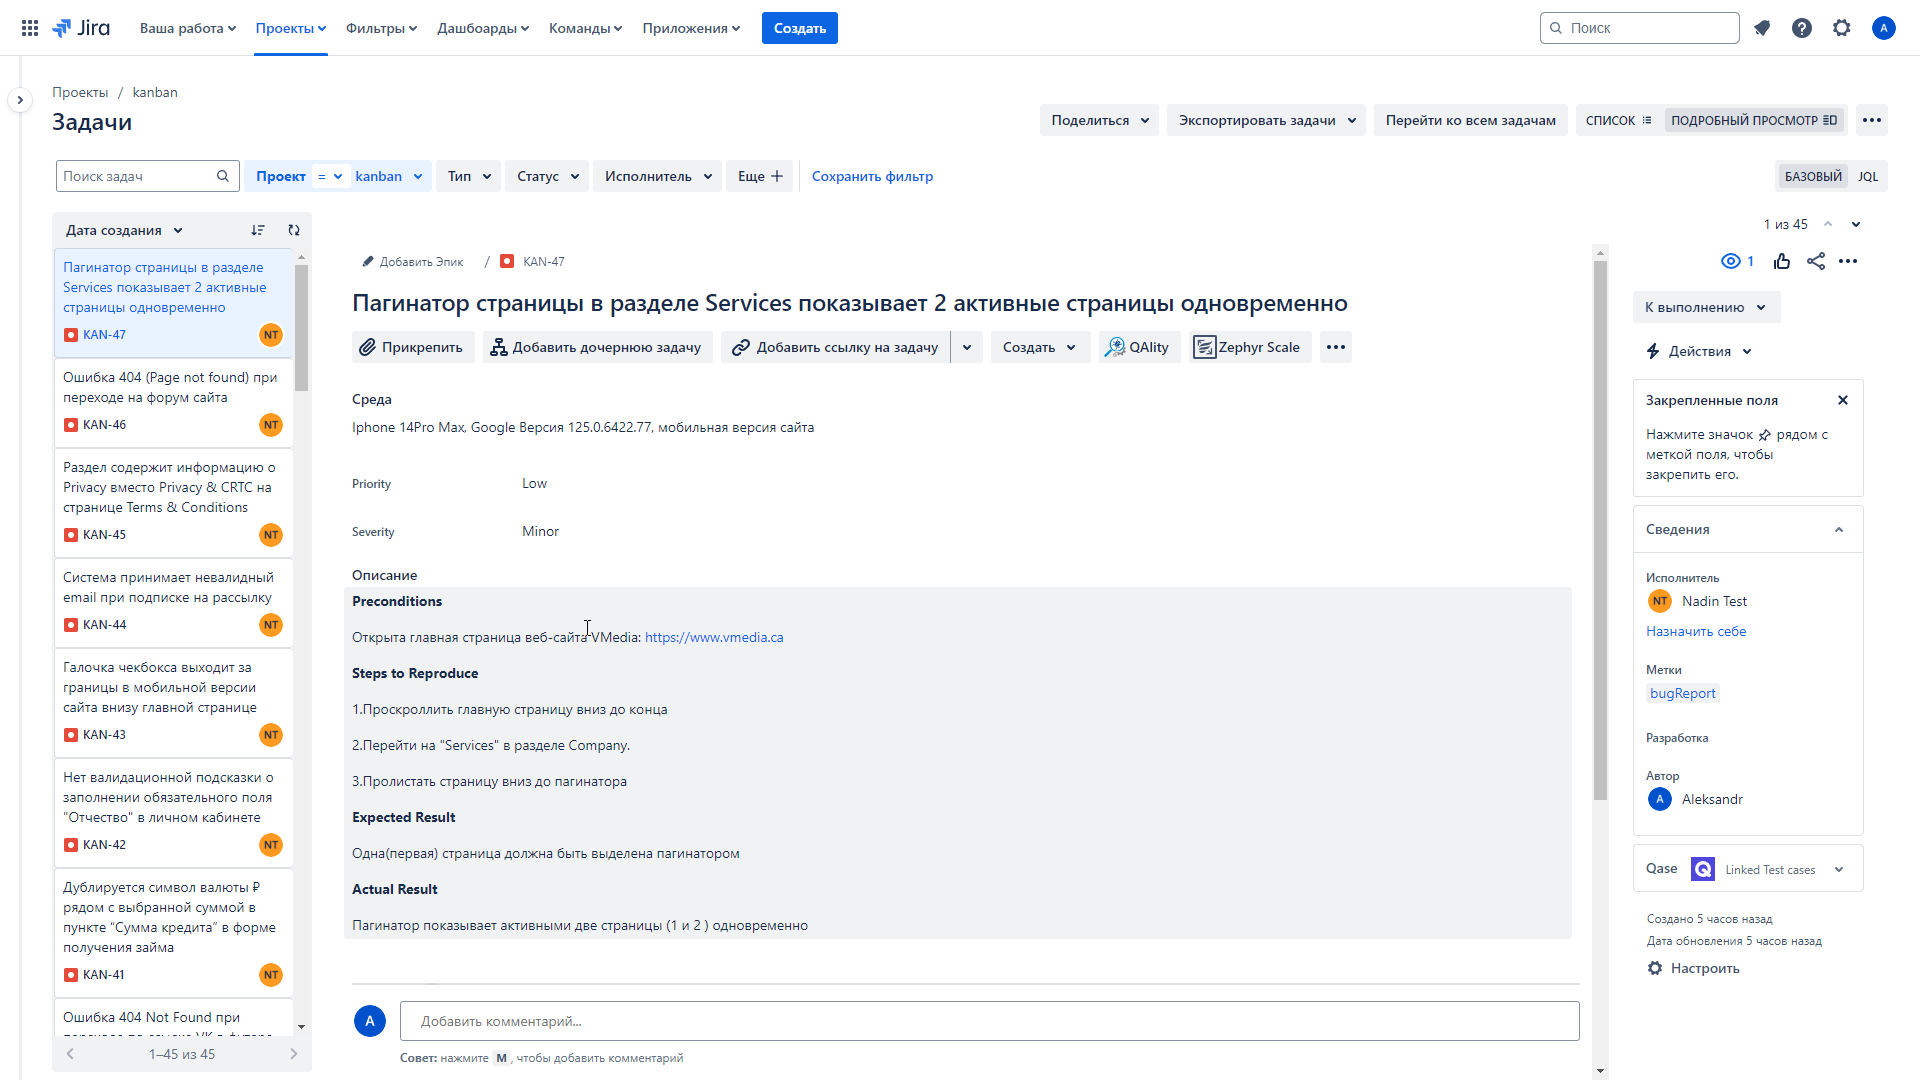 Jira
Ваша работа
Проекты
Фильтры
Дашборды
Команды
Приложения
Создать
Поиск
A
Проекты / kanban
Задачи
Поделиться
Экспортировать задачи
Перейти ко всем задачам
СПИСОК
ПОДРОБНЫЙ ПРОСМОТР
Поиск задач
Проект = kanban
Тип
Статус
Исполнитель
Еще
Сохранить фильтр
БАЗОВЫЙ
JQL
Дата создания
Пагинатор страницы в разделе
Services показывает 2 активные
страницы одновременно
KAN-47
NT
Ошибка 404 (Page not found) при
переходе на форум сайта
KAN-46
NT
Раздел содержит информацию о
Privacy вместо Privacy & CRTC на
странице Terms & Conditions
KAN-45
NT
Система принимает невалидный
email при подписке на рассылку
KAN-44
NT
Галочка чекбокса выходит за
границы в мобильной версии
сайта внизу главной странице
KAN-43
NT
Нет валидационной подсказки о
заполнении обязательного поля
"Отчество" в личном кабинете
KAN-42
NT
Дублируется символ валюты ₽
рядом с выбранной суммой в
пункте “Сумма кредита” в форме
получения займа
KAN-41
NT
Ошибка 404 Not Found при
1–45 из 45
1 из 45
Добавить Эпик / KAN-47
Пагинатор страницы в разделе Services показывает 2 активные страницы одновременно
Прикрепить
Добавить дочернюю задачу
Добавить ссылку на задачу
Создать
QAlity
Zephyr Scale
Среда
Iphone 14Pro Max, Google Версия 125.0.6422.77, мобильная версия сайта
Priority Low
Severity Minor
Описание
Preconditions
Открыта главная страница веб-сайта VMedia: https://www.vmedia.ca
Steps to Reproduce
1.Проскроллить главную страницу вниз до конца
2.Перейти на "Services" в разделе Company.
3.Пролистать страницу вниз до пагинатора
Expected Result
Одна(первая) страница должна быть выделена пагинатором
Actual Result
Пагинатор показывает активными две страницы (1 и 2 ) одновременно
A
Добавить комментарий...
Совет: нажмите M , чтобы добавить комментарий
1
К выполнению
Действия
Закрепленные поля
Нажмите значок рядом с
меткой поля, чтобы
закрепить его.
Сведения
Исполнитель
NT Nadin Test
Назначить себе
Метки
bugReport
Разработка
Автор
A Aleksandr
Qase Linked Test cases
Создано 5 часов назад
Дата обновления 5 часов назад
Настроить